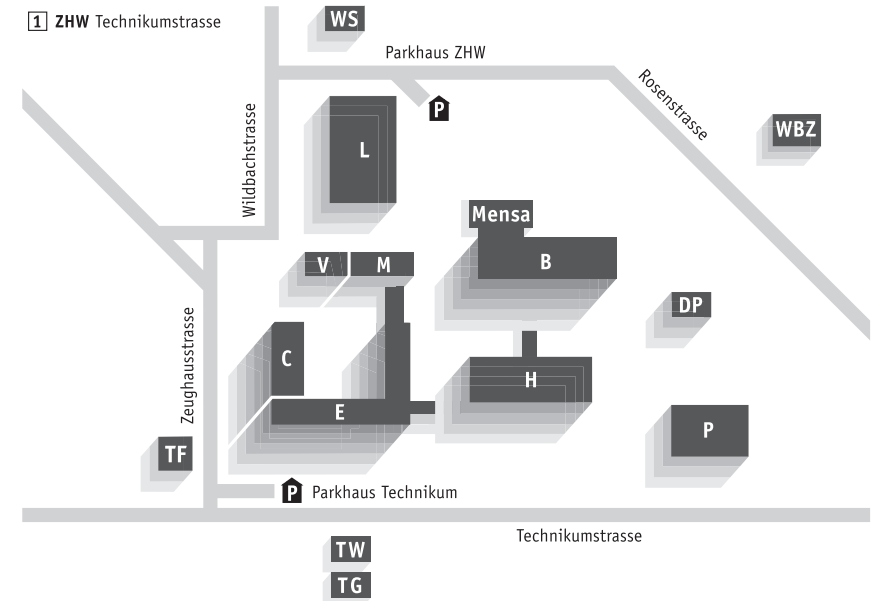 1 ZHW Technikumstrasse
WS
Parkhaus ZHW
P
Rosenstrasse
WBZ
Wildbachstrasse
L
Mensa
B
V
M
DP
Zeughausstrasse
C
H
E
P
TF
P Parkhaus Technikum
Technikumstrasse
TW
TG